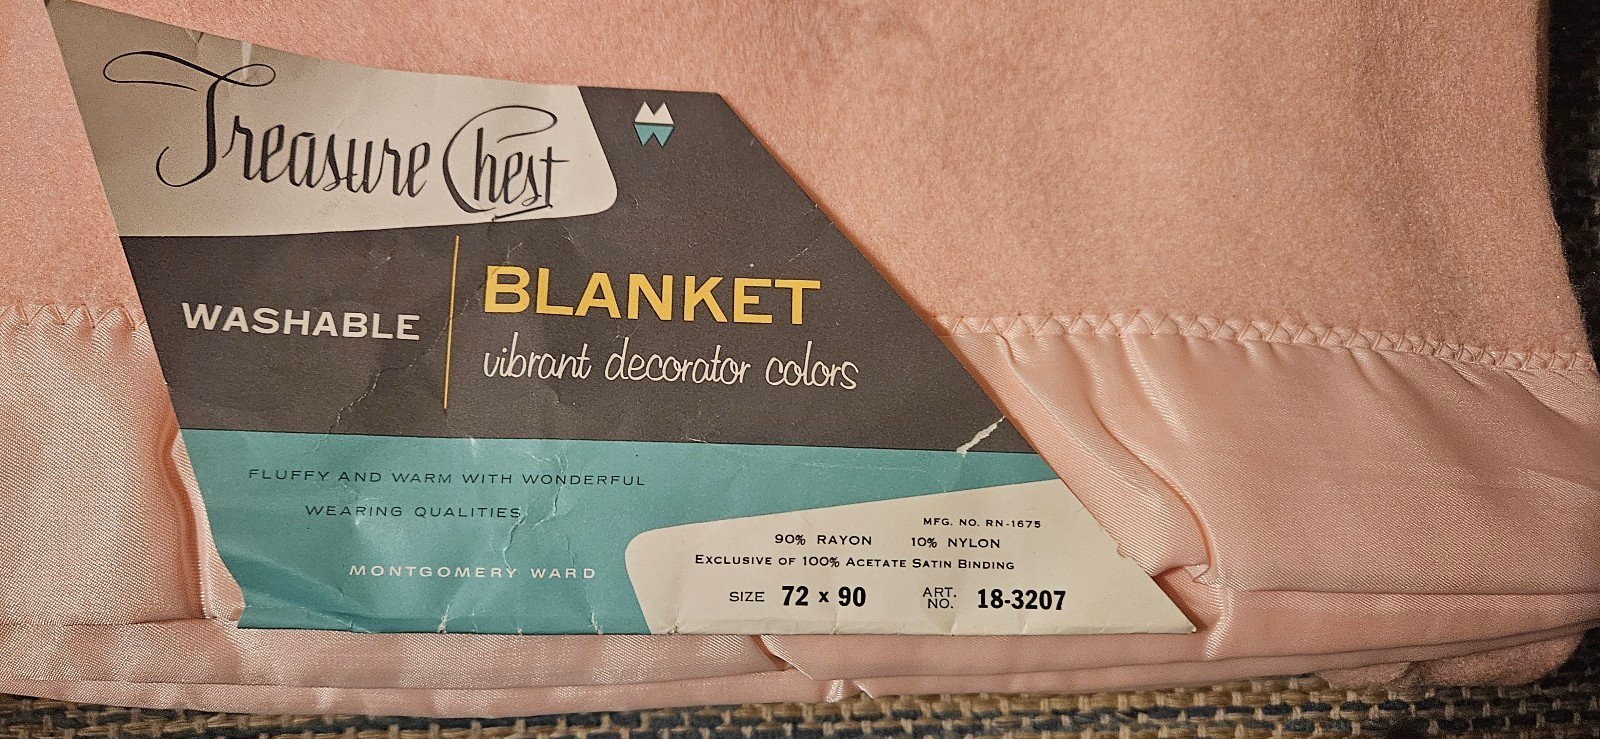 Treasure Chest
WASHABLE
BLANKET
vibrant decorator colors
FLUFFY AND WARM WITH WONDERFUL
WEARING QUALITIES
MONTGOMERY WARD
MFG. NO. RN-1675
90% RAYON 10% NYLON
EXCLUSIVE OF 100% ACETATE SATIN BINDING
SIZE 72 x 90 ART. NO. 18-3207